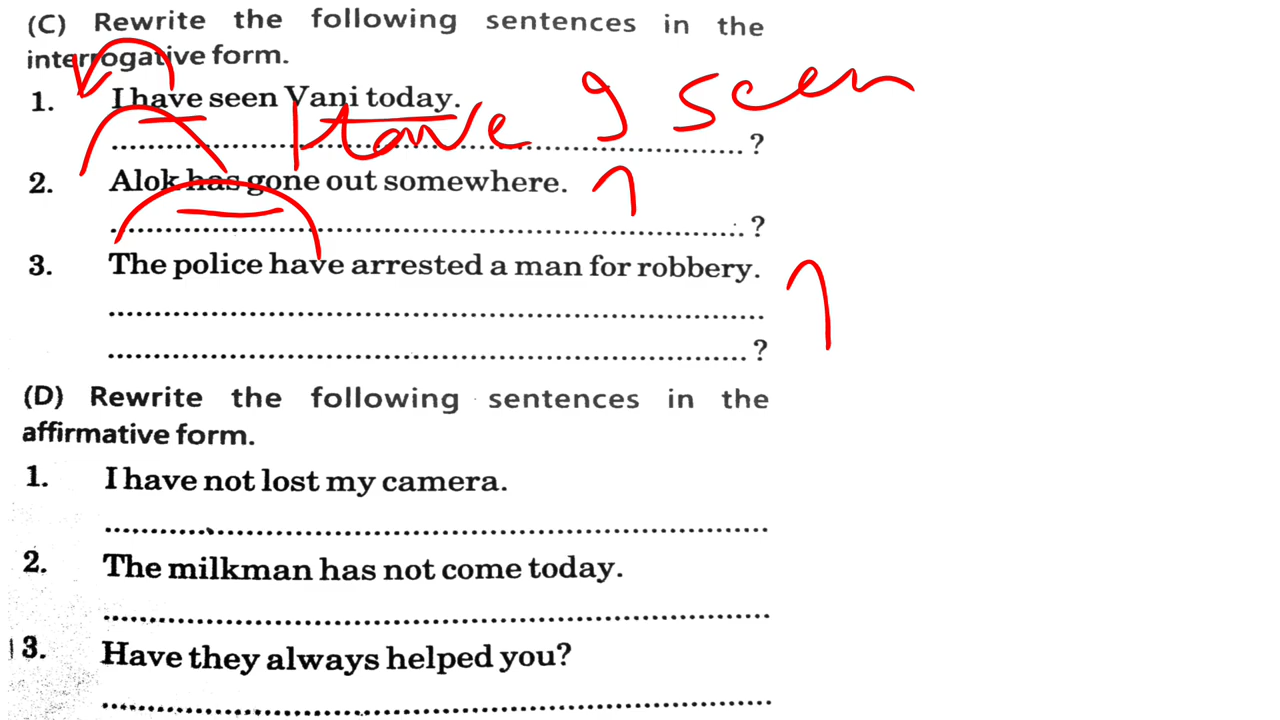 (C) Rewrite the following sentences in the
interrogative form.
1. I have seen Vani today.
Have I seen
..........?
2. Alok has gone out somewhere.
..........?
3. The police have arrested a man for robbery.
..........
..........?
(D) Rewrite the following sentences in the
affirmative form.
1. I have not lost my camera.
..........
2. The milkman has not come today.
..........
3. Have they always helped you?
..........